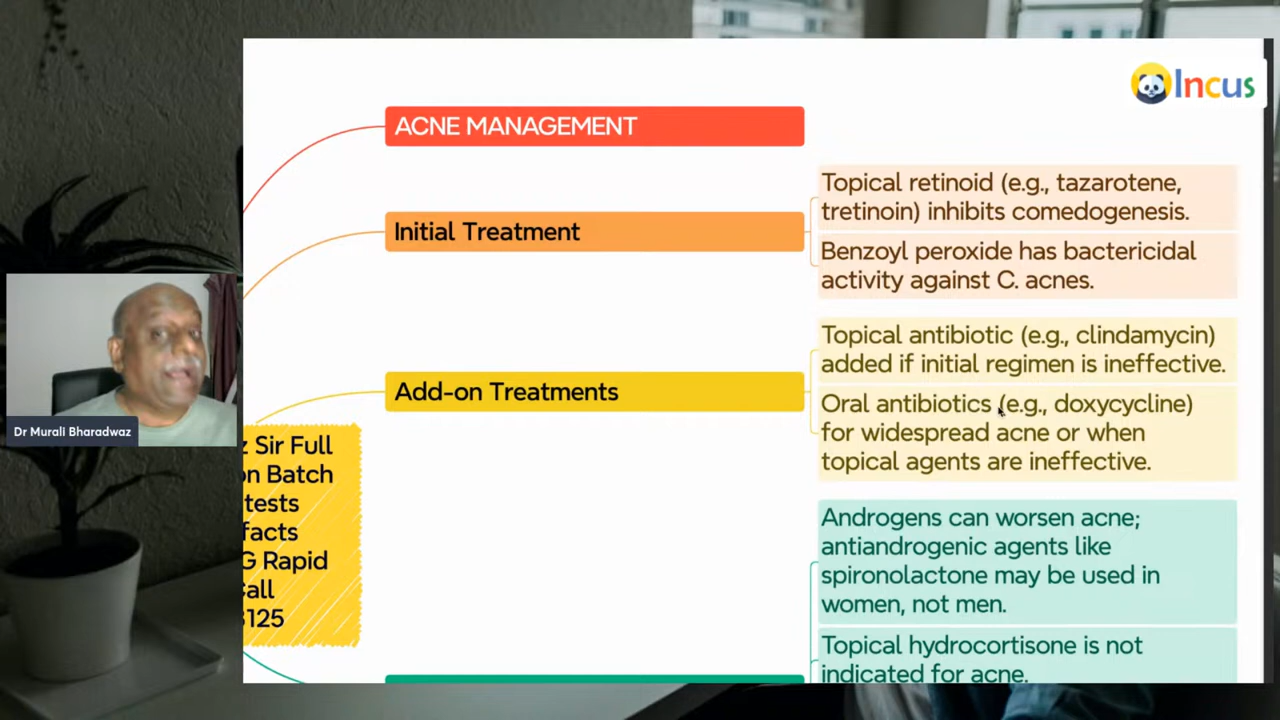 Incus
ACNE MANAGEMENT
Initial Treatment
Topical retinoid (e.g., tazarotene,
tretinoin) inhibits comedogenesis.
Benzoyl peroxide has bactericidal
activity against C. acnes.
Add-on Treatments
Topical antibiotic (e.g., clindamycin)
added if initial regimen is ineffective.
Oral antibiotics (e.g., doxycycline)
for widespread acne or when
topical agents are ineffective.
Androgens can worsen acne;
antiandrogenic agents like
spironolactone may be used in
women, not men.
Topical hydrocortisone is not
indicated for acne.
Sir Full
Batch
tests
facts
G Rapid
125
Dr Murali Bharadwaz